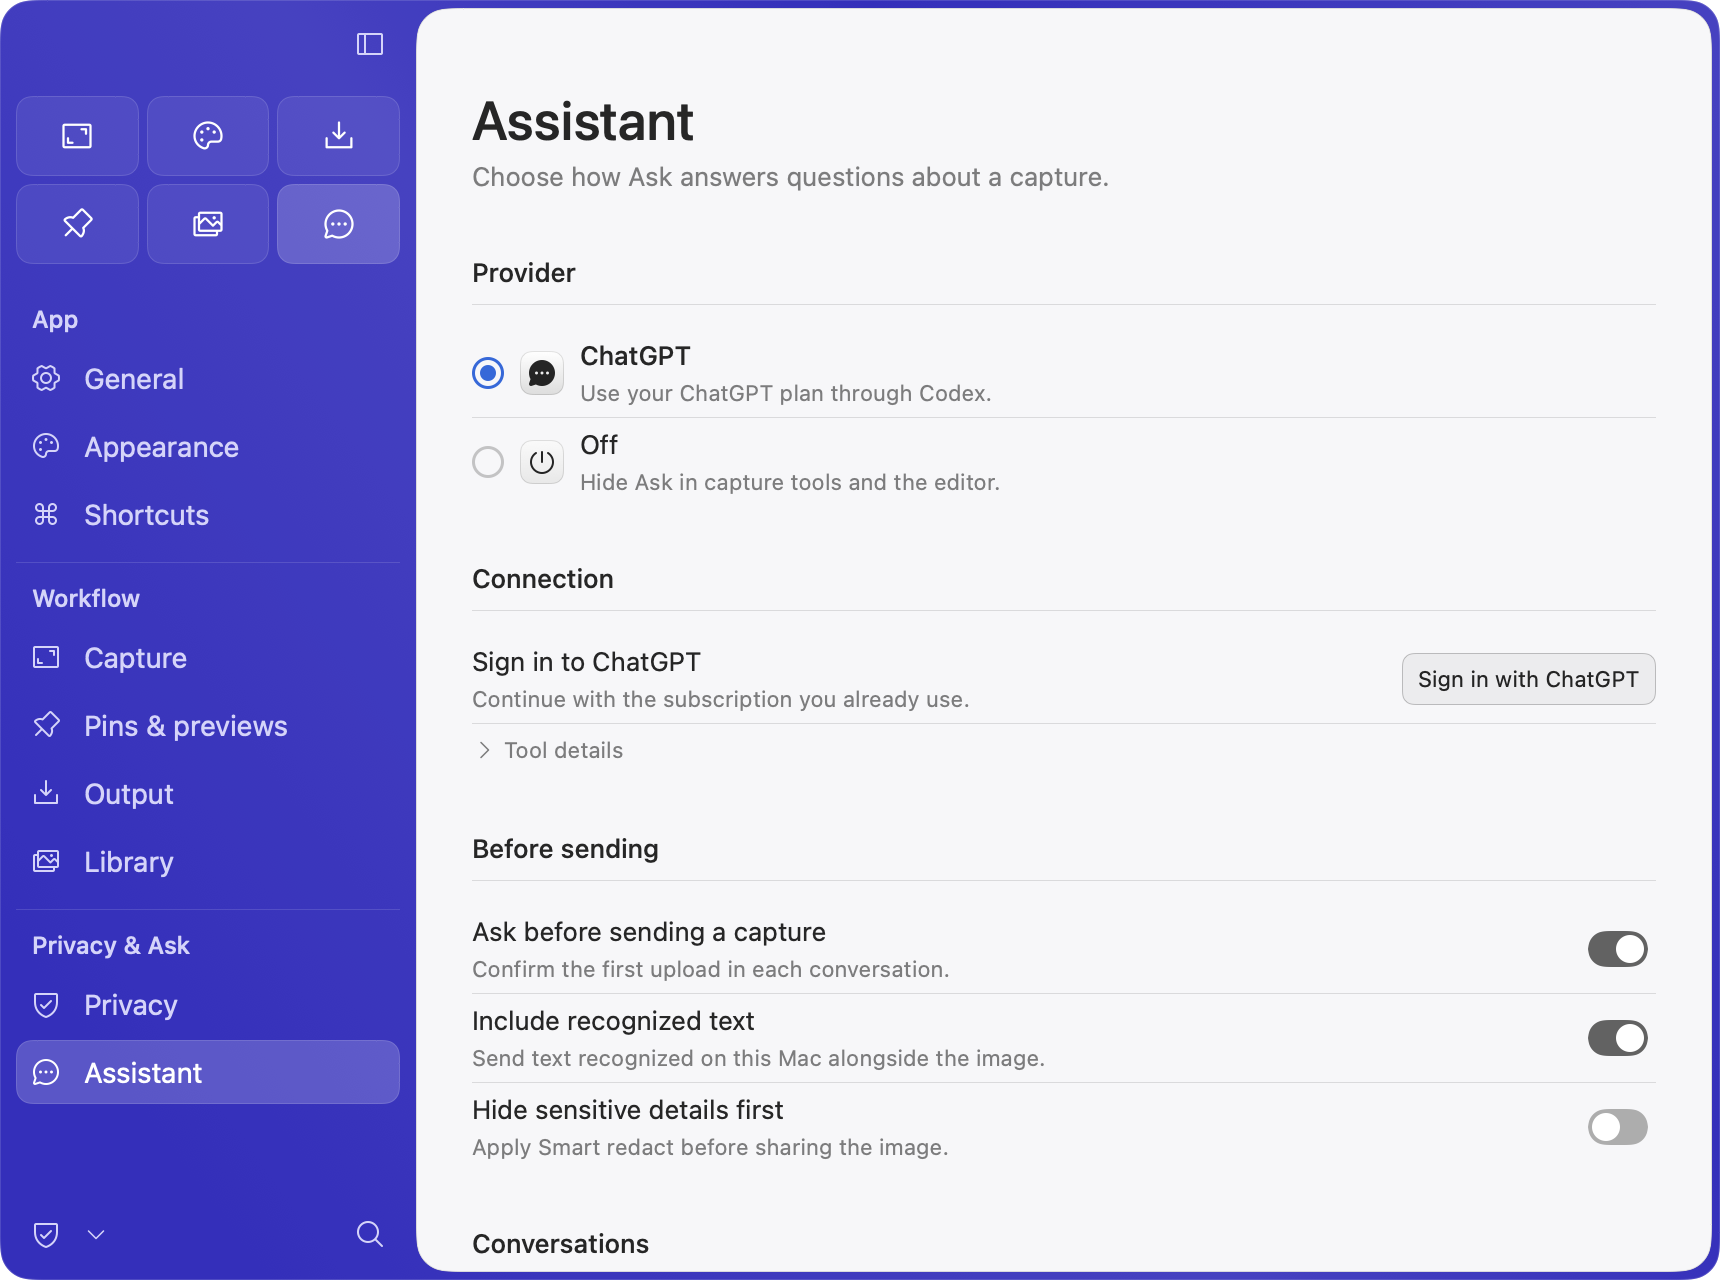 App
General
Appearance
Shortcuts
Workflow
Capture
Pins & previews
Output
Library
Privacy & Ask
Privacy
Assistant
Assistant
Choose how Ask answers questions about a capture.
Provider
ChatGPT
Use your ChatGPT plan through Codex.
Off
Hide Ask in capture tools and the editor.
Connection
Sign in to ChatGPT
Continue with the subscription you already use.
Sign in with ChatGPT
Tool details
Before sending
Ask before sending a capture
Confirm the first upload in each conversation.
Include recognized text
Send text recognized on this Mac alongside the image.
Hide sensitive details first
Apply Smart redact before sharing the image.
Conversations